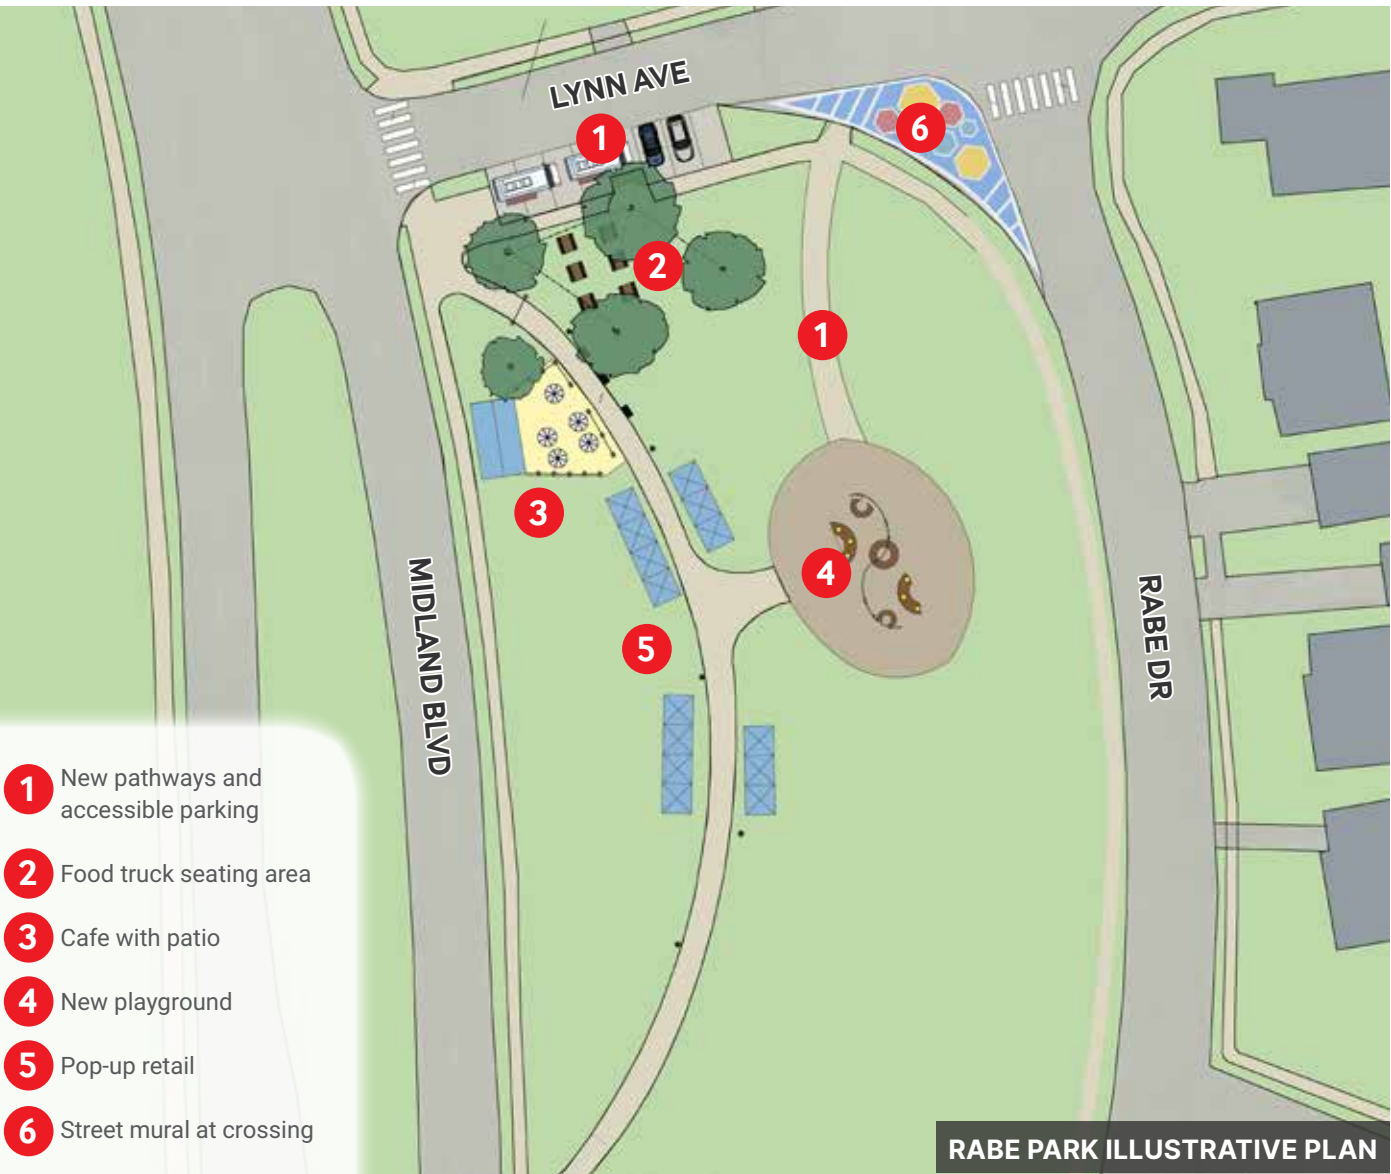 LYNN AVE
1
6
2
1
3
4
5
MIDLAND BLVD
RABE DR
1 New pathways and
accessible parking
2 Food truck seating area
3 Cafe with patio
4 New playground
5 Pop-up retail
6 Street mural at crossing
RABE PARK ILLUSTRATIVE PLAN